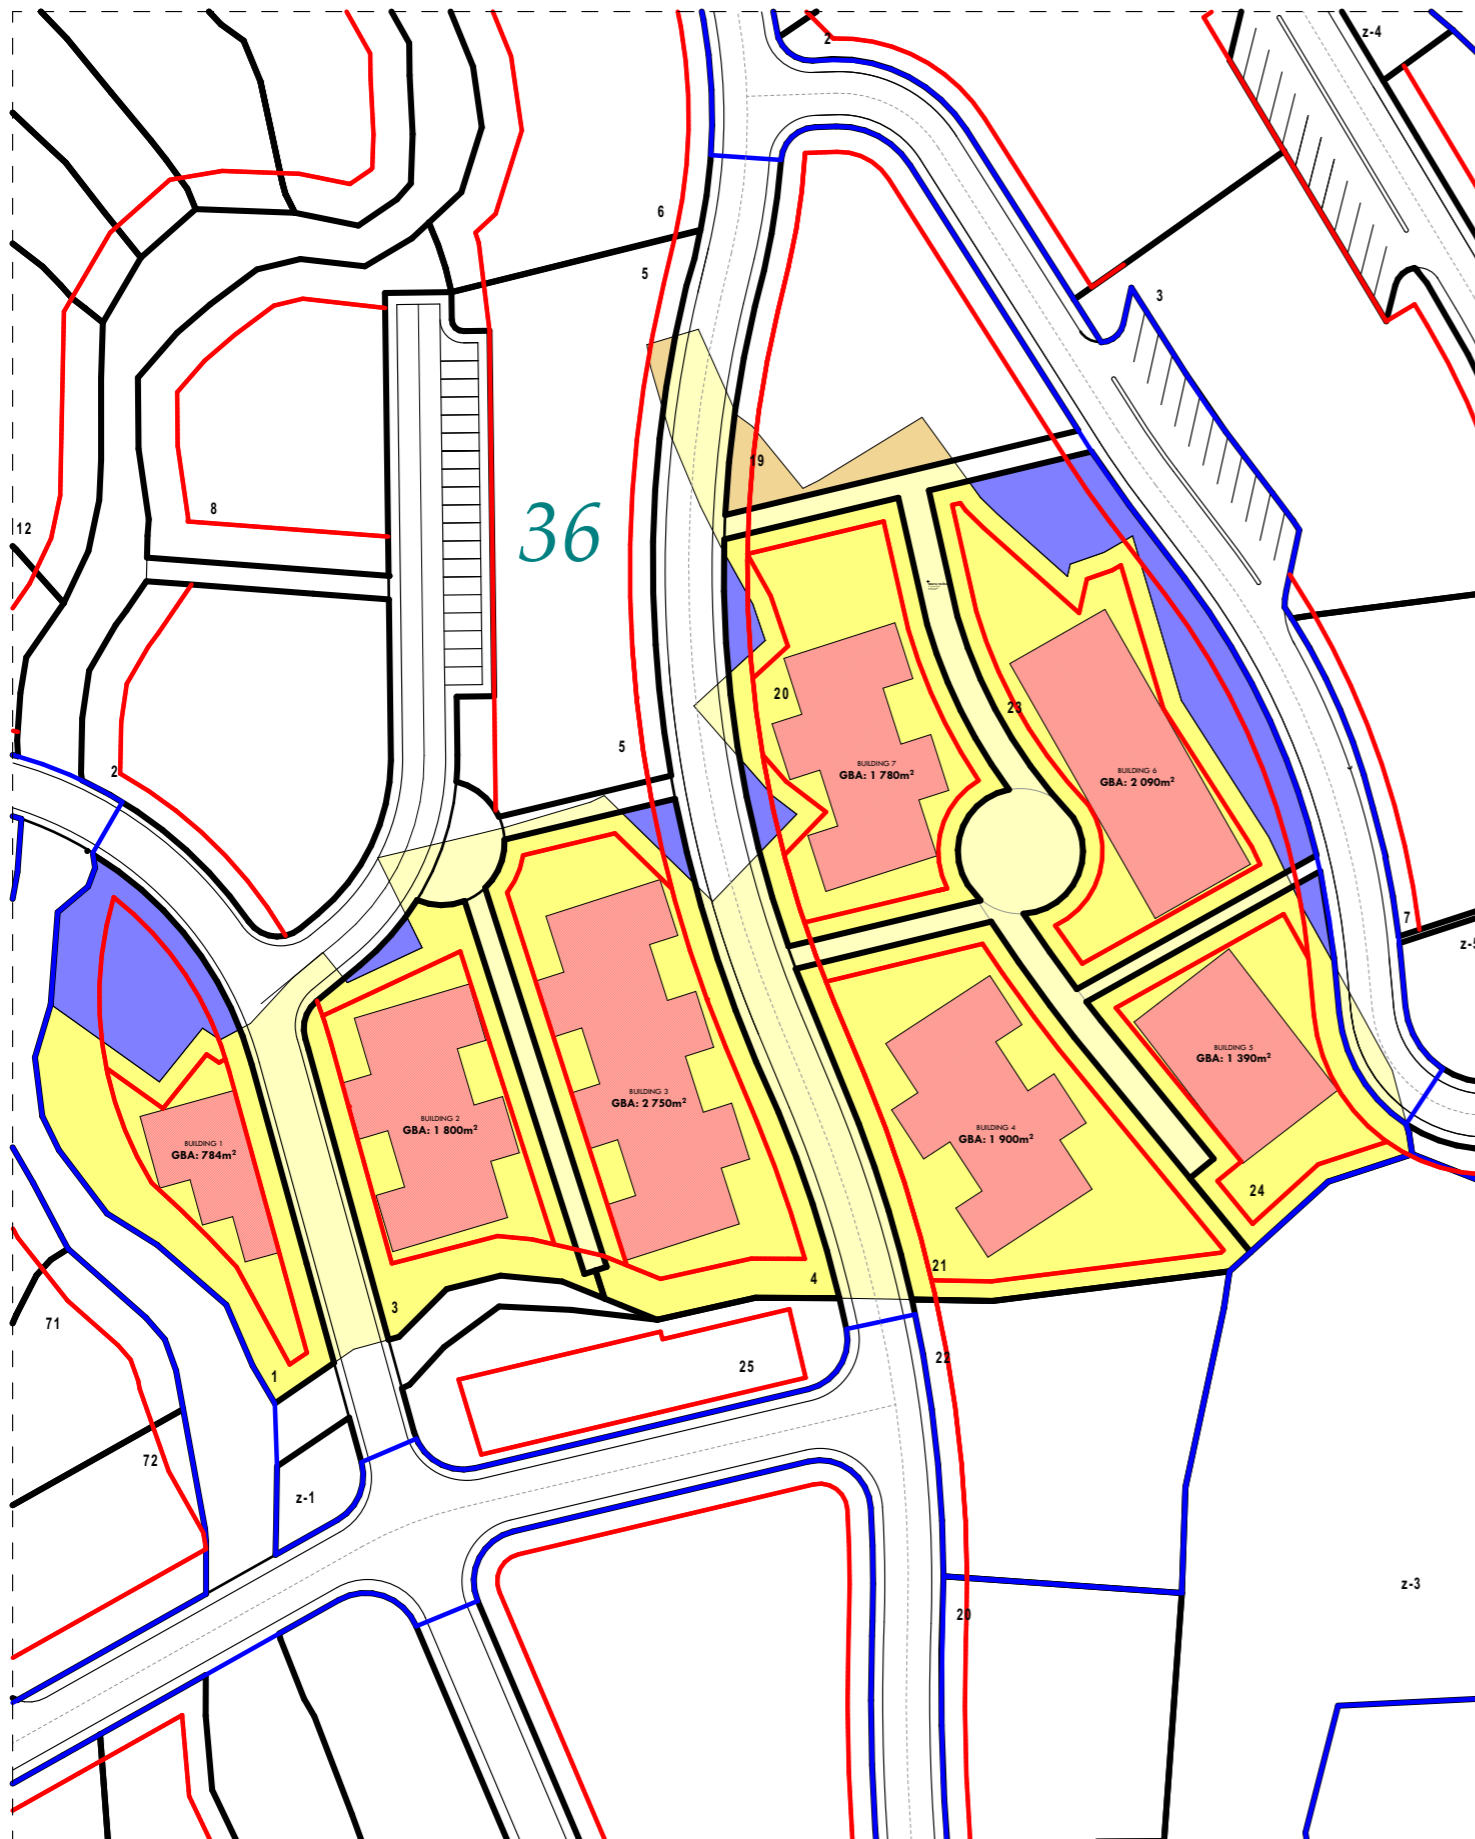 z-4
2
6
5
3
19
8
12
36
20
23
5
2
BUILDING 7
GBA: 1 780m²
BUILDING 6
GBA: 2 090m²
7
z-5
BUILDING 5
GBA: 1 390m²
BUILDING 3
GBA: 2 750m²
BUILDING 2
GBA: 1 800m²
BUILDING 4
GBA: 1 900m²
BUILDING 1
GBA: 784m²
24
21
4
3
71
22
25
1
72
z-1
z-3
20